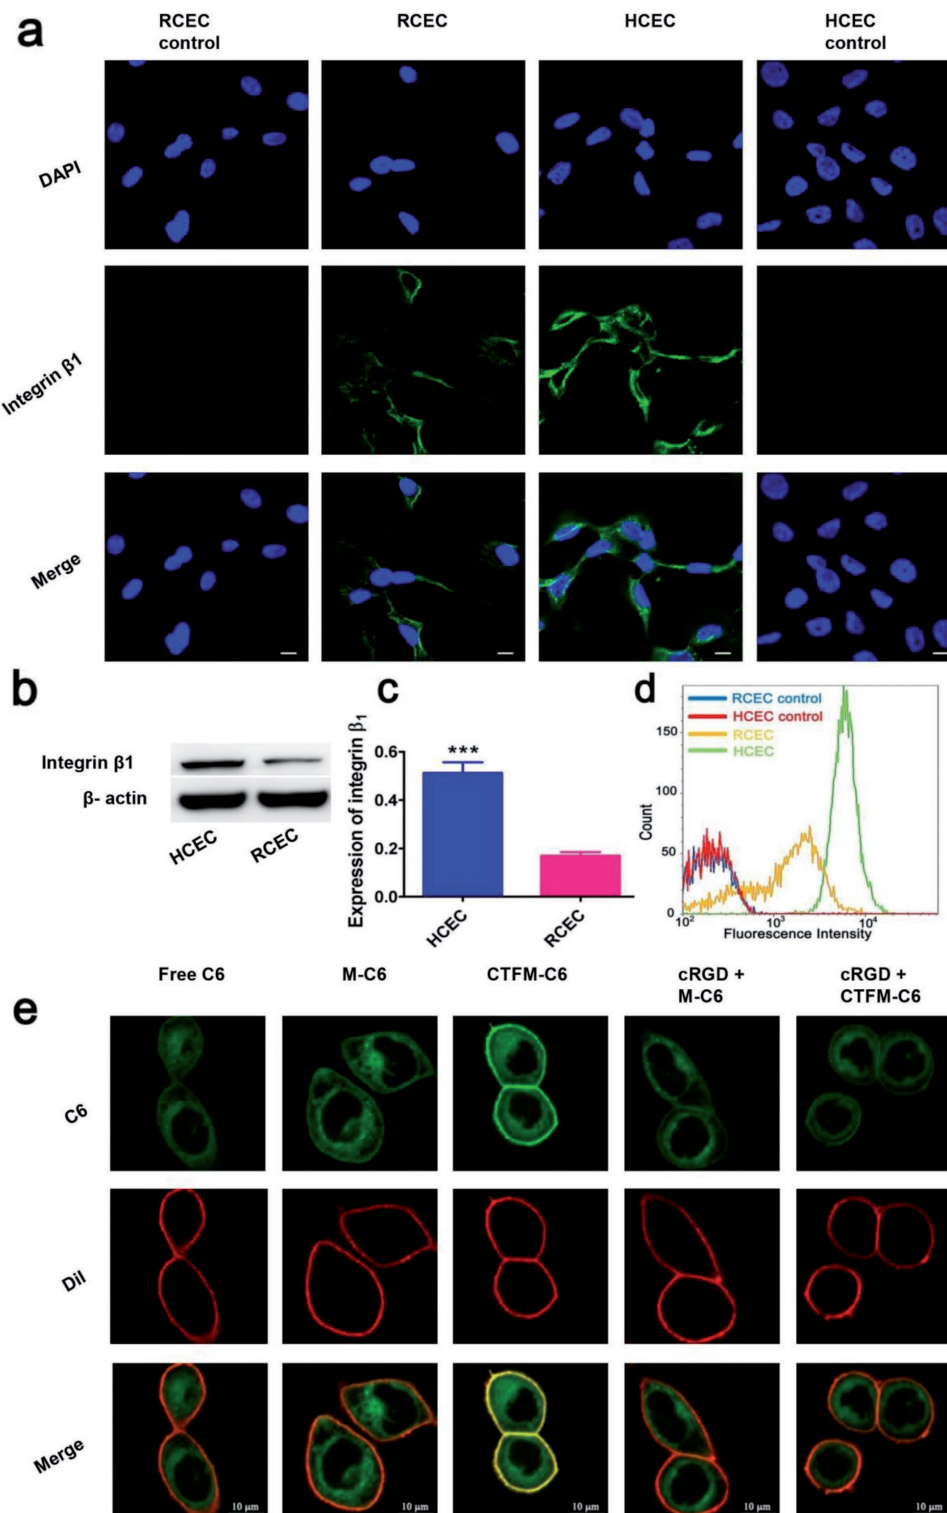 a
RCEC
control
RCEC
HCEC
HCEC
control
DAPI
Integrin β1
Merge
b
Integrin β1
β- actin
HCEC
RCEC
c
Expression of integrin β₁
0.6
0.4
0.2
0.0
***
HCEC
RCEC
d
RCEC control
HCEC control
RCEC
HCEC
Count
150
100
50
0
10²
10³
10⁴
Fluorescence Intensity
e
Free C6
M-C6
CTFM-C6
cRGD +
M-C6
cRGD +
CTFM-C6
C6
Dil
Merge
10 μm
10 μm
10 μm
10 μm
10 μm